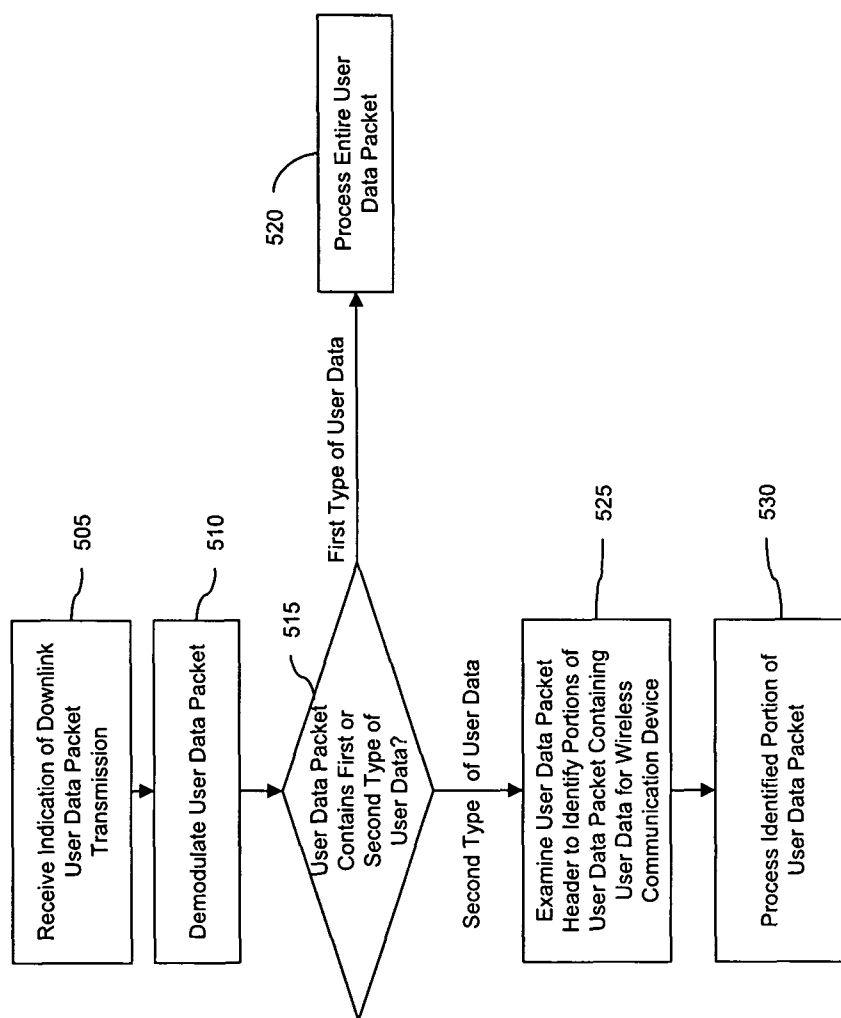 Receive Indication of Downlink
User Data Packet
Transmission
505
Demodulate User Data Packet
510
User Data Packet
Contains First or
Second Type of
User Data?
515
First Type of User Data
Process Entire User
Data Packet
520
Second Type of User Data
Examine User Data Packet
Header to Identify Portions of
User Data Packet Containing
User Data for Wireless
Communication Device
525
Process Identified Portion of
User Data Packet
530